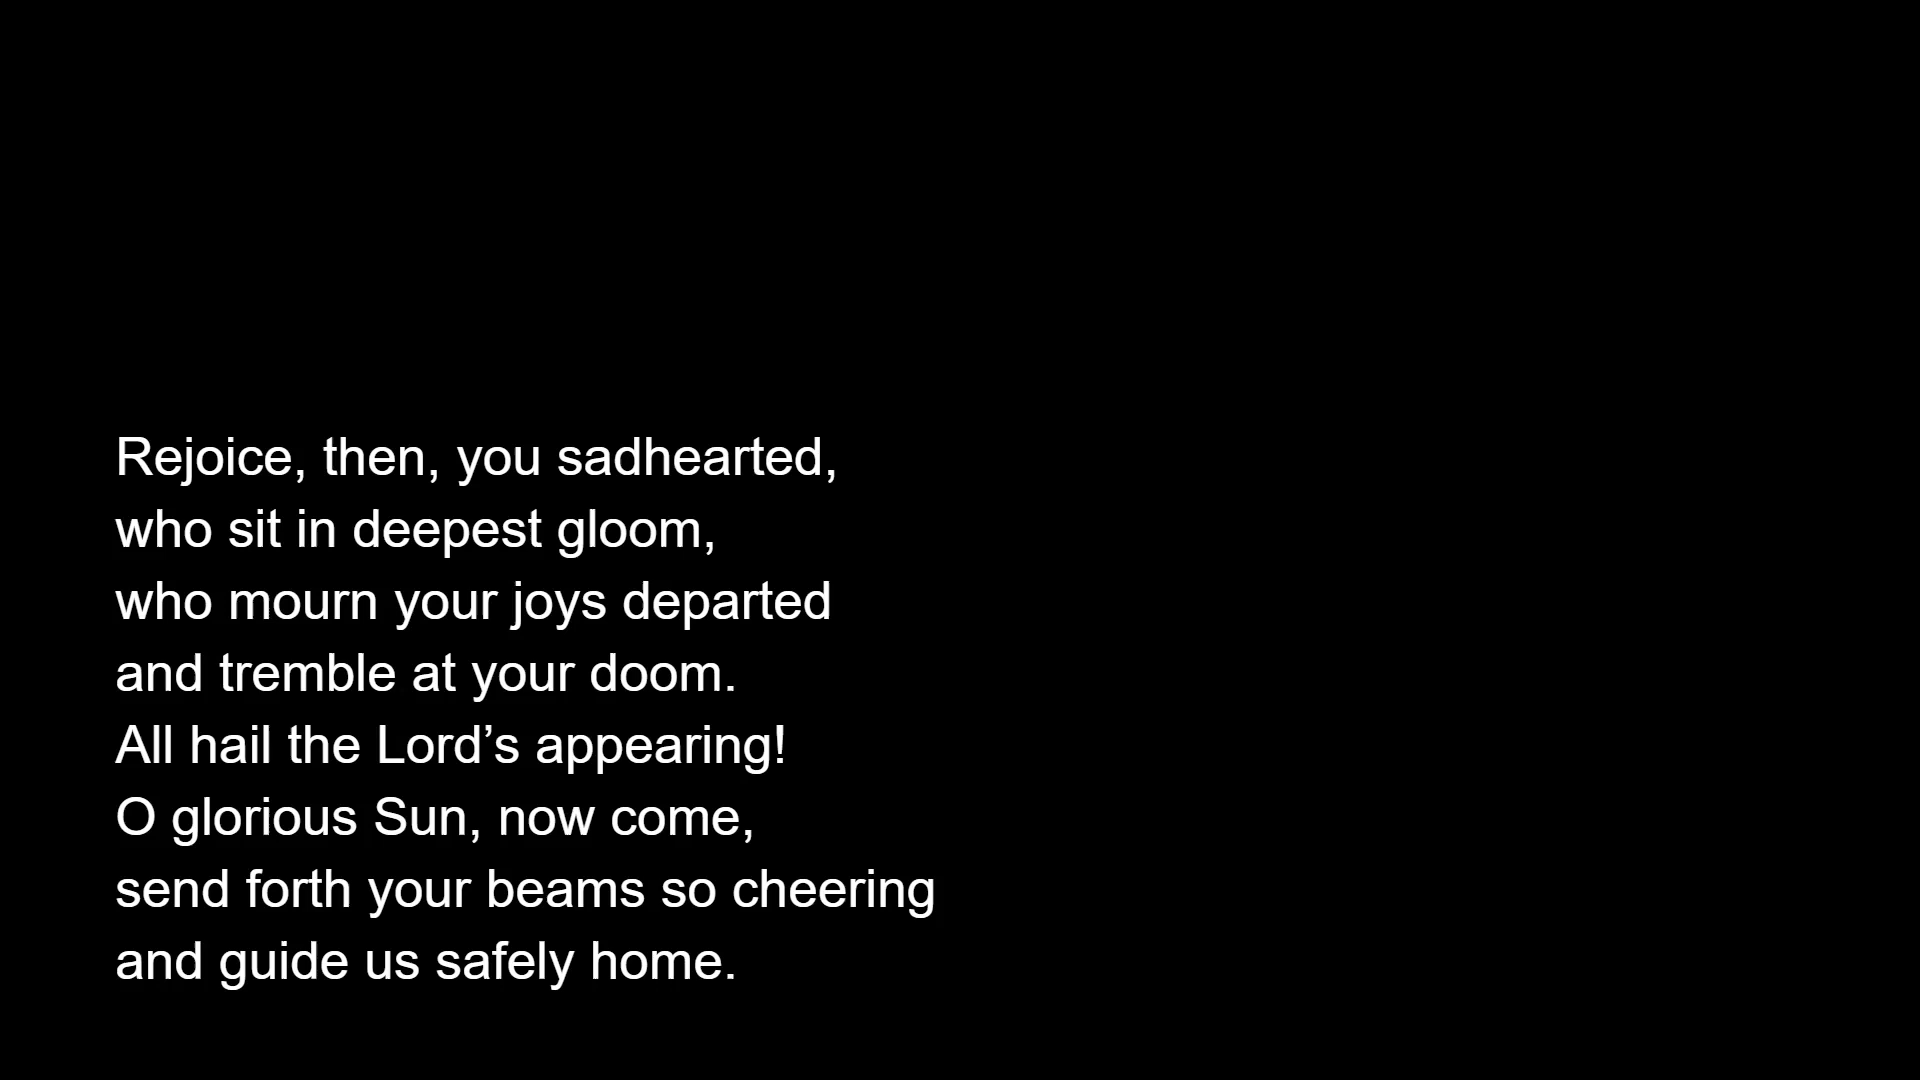 Rejoice, then, you sadhearted,
who sit in deepest gloom,
who mourn your joys departed
and tremble at your doom.
All hail the Lord’s appearing!
O glorious Sun, now come,
send forth your beams so cheering
and guide us safely home.